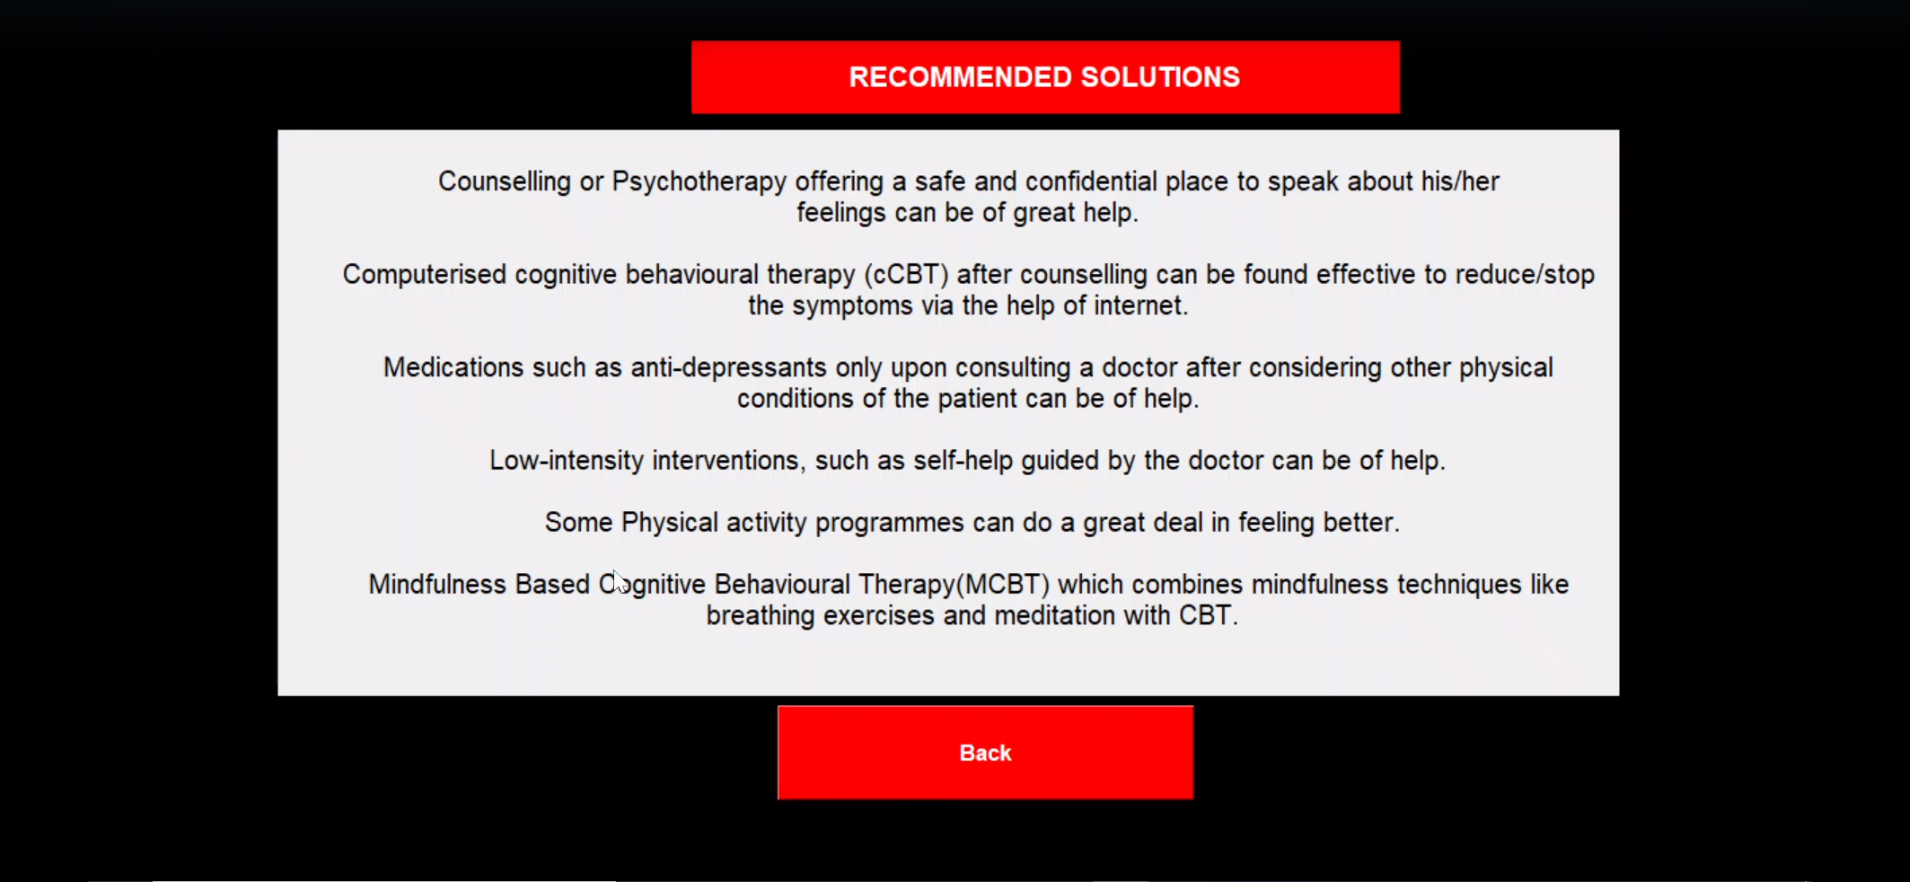 RECOMMENDED SOLUTIONS
Counselling or Psychotherapy offering a safe and confidential place to speak about his/her
feelings can be of great help.
Computerised cognitive behavioural therapy (cCBT) after counselling can be found effective to reduce/stop
the symptoms via the help of internet.
Medications such as anti-depressants only upon consulting a doctor after considering other physical
conditions of the patient can be of help.
Low-intensity interventions, such as self-help guided by the doctor can be of help.
Some Physical activity programmes can do a great deal in feeling better.
Mindfulness Based Cognitive Behavioural Therapy(MCBT) which combines mindfulness techniques like
breathing exercises and meditation with CBT.
Back